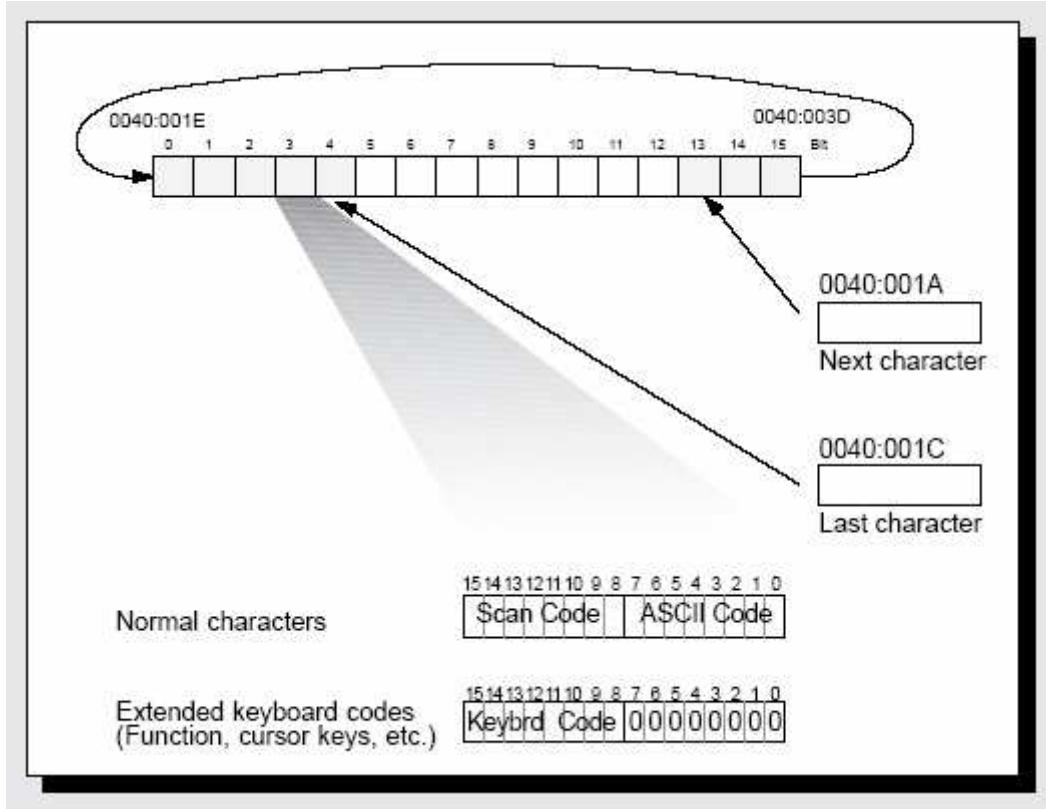 0040:001E
0040:003D
0 1 2 3 4 5 6 7 8 9 10 11 12 13 14 15 Bit
0040:001A
Next character
0040:001C
Last character
15 14 13 12 11 10 9 8 7 6 5 4 3 2 1 0
Normal characters
Scan Code ASCII Code
15 14 13 12 11 10 9 8 7 6 5 4 3 2 1 0
Extended keyboard codes
Keybrd Code 0 0 0 0 0 0 0 0
(Function, cursor keys, etc.)